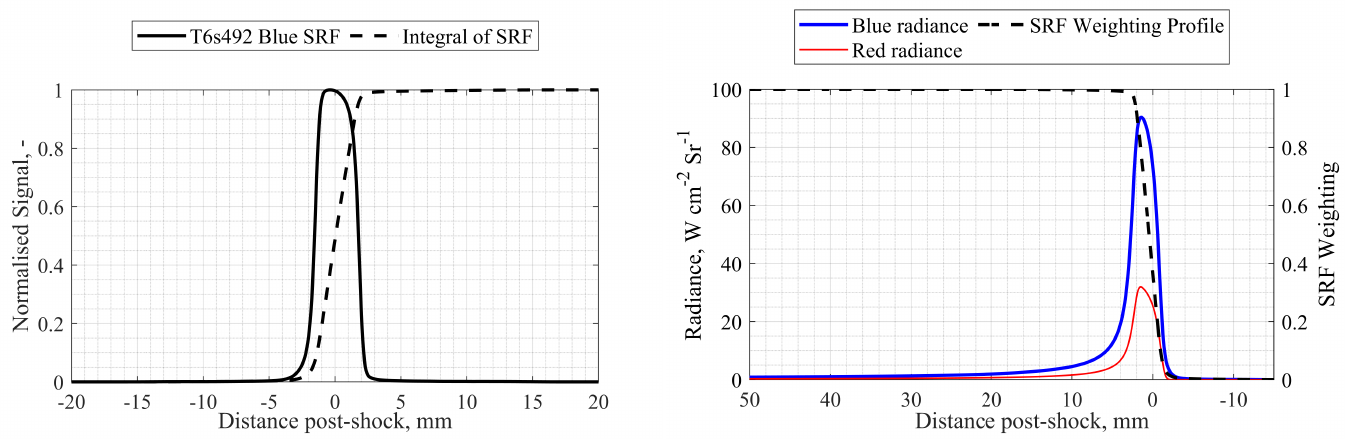 T6s492 Blue SRF Integral of SRF
1
0.8
0.6
0.4
0.2
0
Normalised Signal, -
-20 -15 -10 -5 0 5 10 15 20
Distance post-shock, mm
Blue radiance SRF Weighting Profile
Red radiance
100
80
60
40
20
0
Radiance, W cm⁻² Sr⁻¹
1
0.8
0.6
0.4
0.2
0
SRF Weighting
50 40 30 20 10 0 -10
Distance post-shock, mm